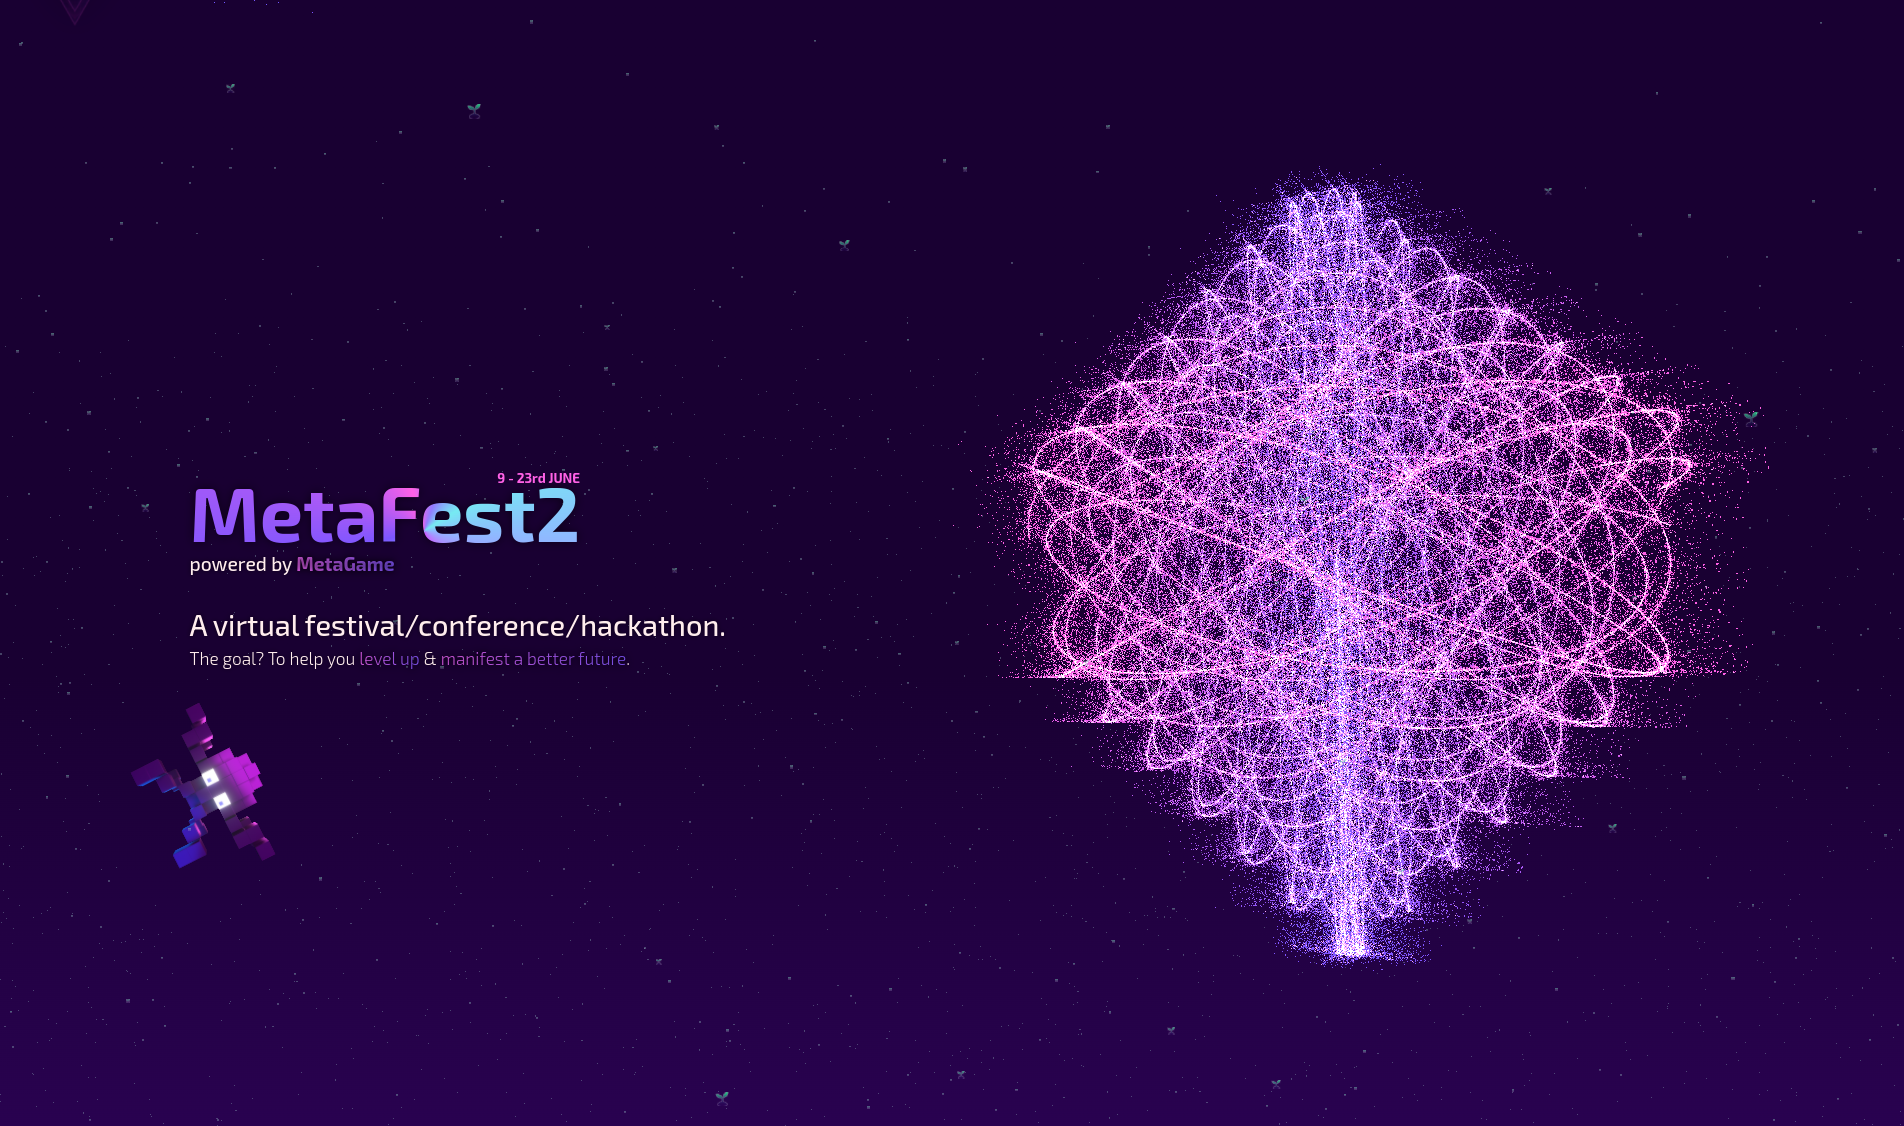 9 - 23rd JUNE
MetaFest2
powered by MetaGame
A virtual festival/conference/hackathon.
The goal? To help you level up & manifest a better future.